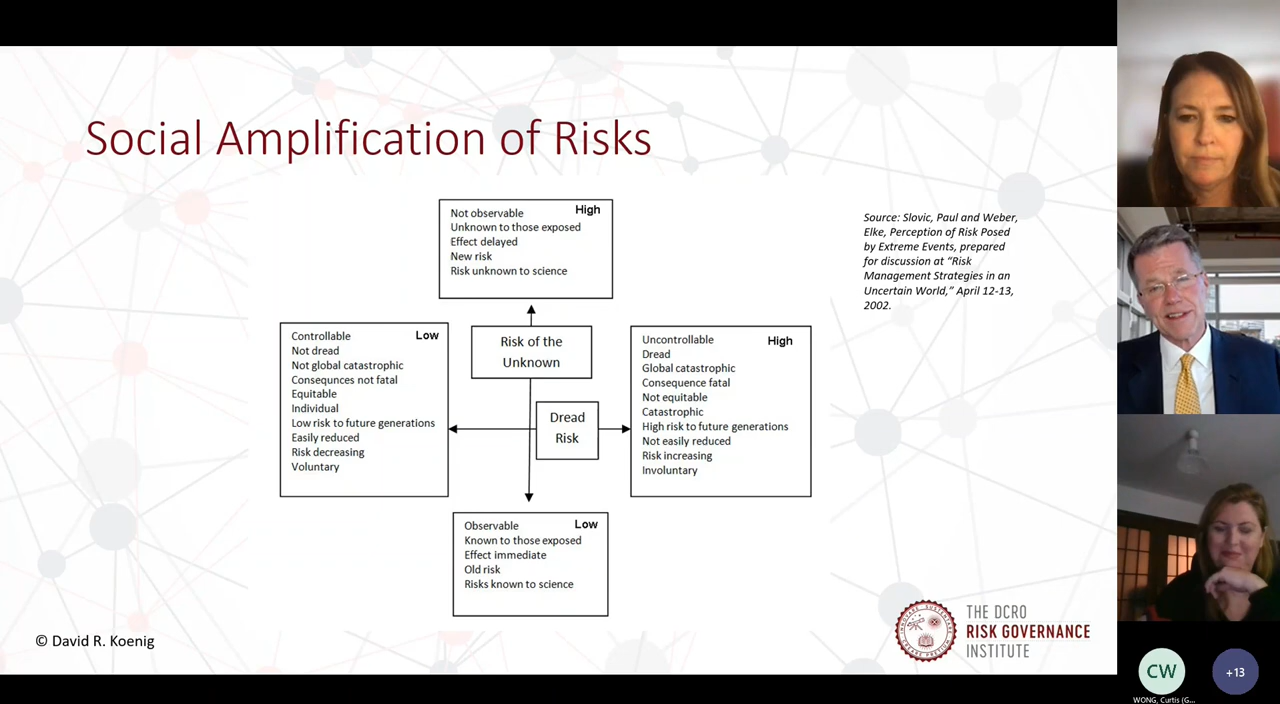 Social Amplification of Risks
High
Not observable
Unknown to those exposed
Effect delayed
New risk
Risk unknown to science
Source: Slovic, Paul and Weber,
Elke, Perception of Risk Posed
by Extreme Events, prepared
for discussion at “Risk
Management Strategies in an
Uncertain World,” April 12-13,
2002.
Low
Controllable
Not dread
Not global catastrophic
Consequnces not fatal
Equitable
Individual
Low risk to future generations
Easily reduced
Risk decreasing
Voluntary
Risk of the
Unknown
Dread
Risk
High
Uncontrollable
Dread
Global catastrophic
Consequence fatal
Not equitable
Catastrophic
High risk to future generations
Not easily reduced
Risk increasing
Involuntary
Low
Observable
Known to those exposed
Effect immediate
Old risk
Risks known to science
© David R. Koenig
THE DCRO
RISK GOVERNANCE
INSTITUTE
CW
+13
WONG, Curtis (G...